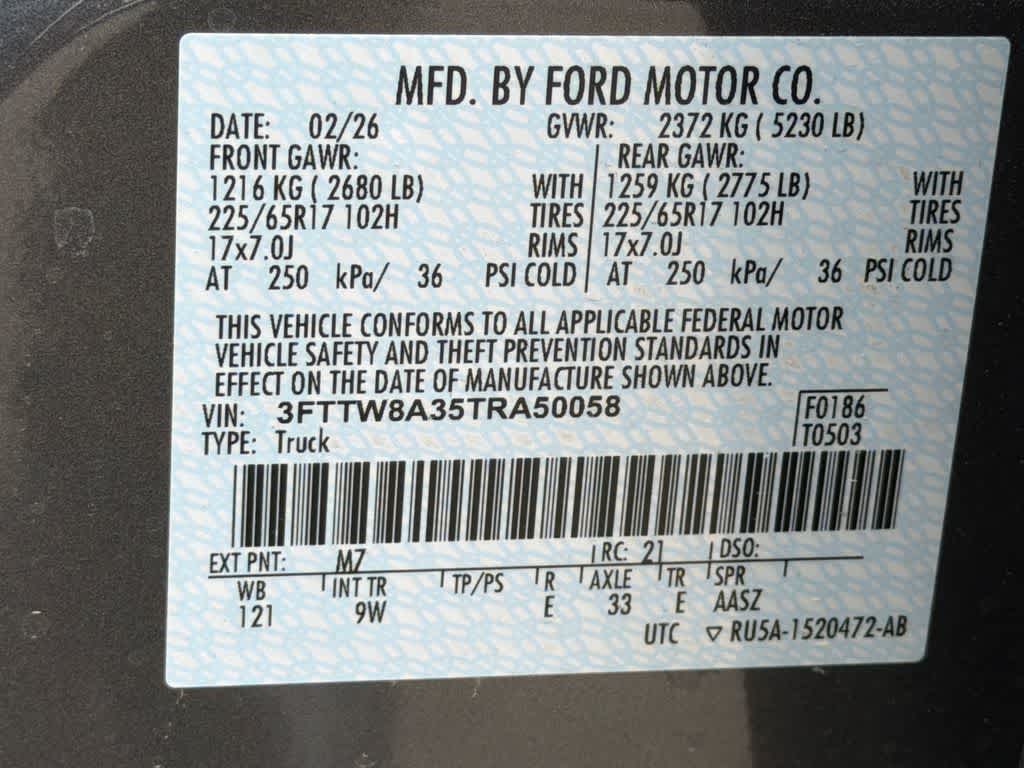 MFD. BY FORD MOTOR CO.
DATE: 02/26 GVWR: 2372 KG ( 5230 LB)
FRONT GAWR: REAR GAWR:
1216 KG ( 2680 LB) WITH 1259 KG ( 2775 LB) WITH
225/65R17 102H TIRES 225/65R17 102H TIRES
17x7.0J RIMS 17x7.0J RIMS
AT 250 kPa/ 36 PSI COLD AT 250 kPa/ 36 PSI COLD
THIS VEHICLE CONFORMS TO ALL APPLICABLE FEDERAL MOTOR
VEHICLE SAFETY AND THEFT PREVENTION STANDARDS IN
EFFECT ON THE DATE OF MANUFACTURE SHOWN ABOVE.
VIN: 3FTTW8A35TRA50058 F0186
TYPE: Truck T0503
EXT PNT: M7 RC: 21 DSO:
WB INT TR TP/PS R AXLE TR SPR
121 9W E 33 E AASZ
UTC ▽ RU5A-1520472-AB